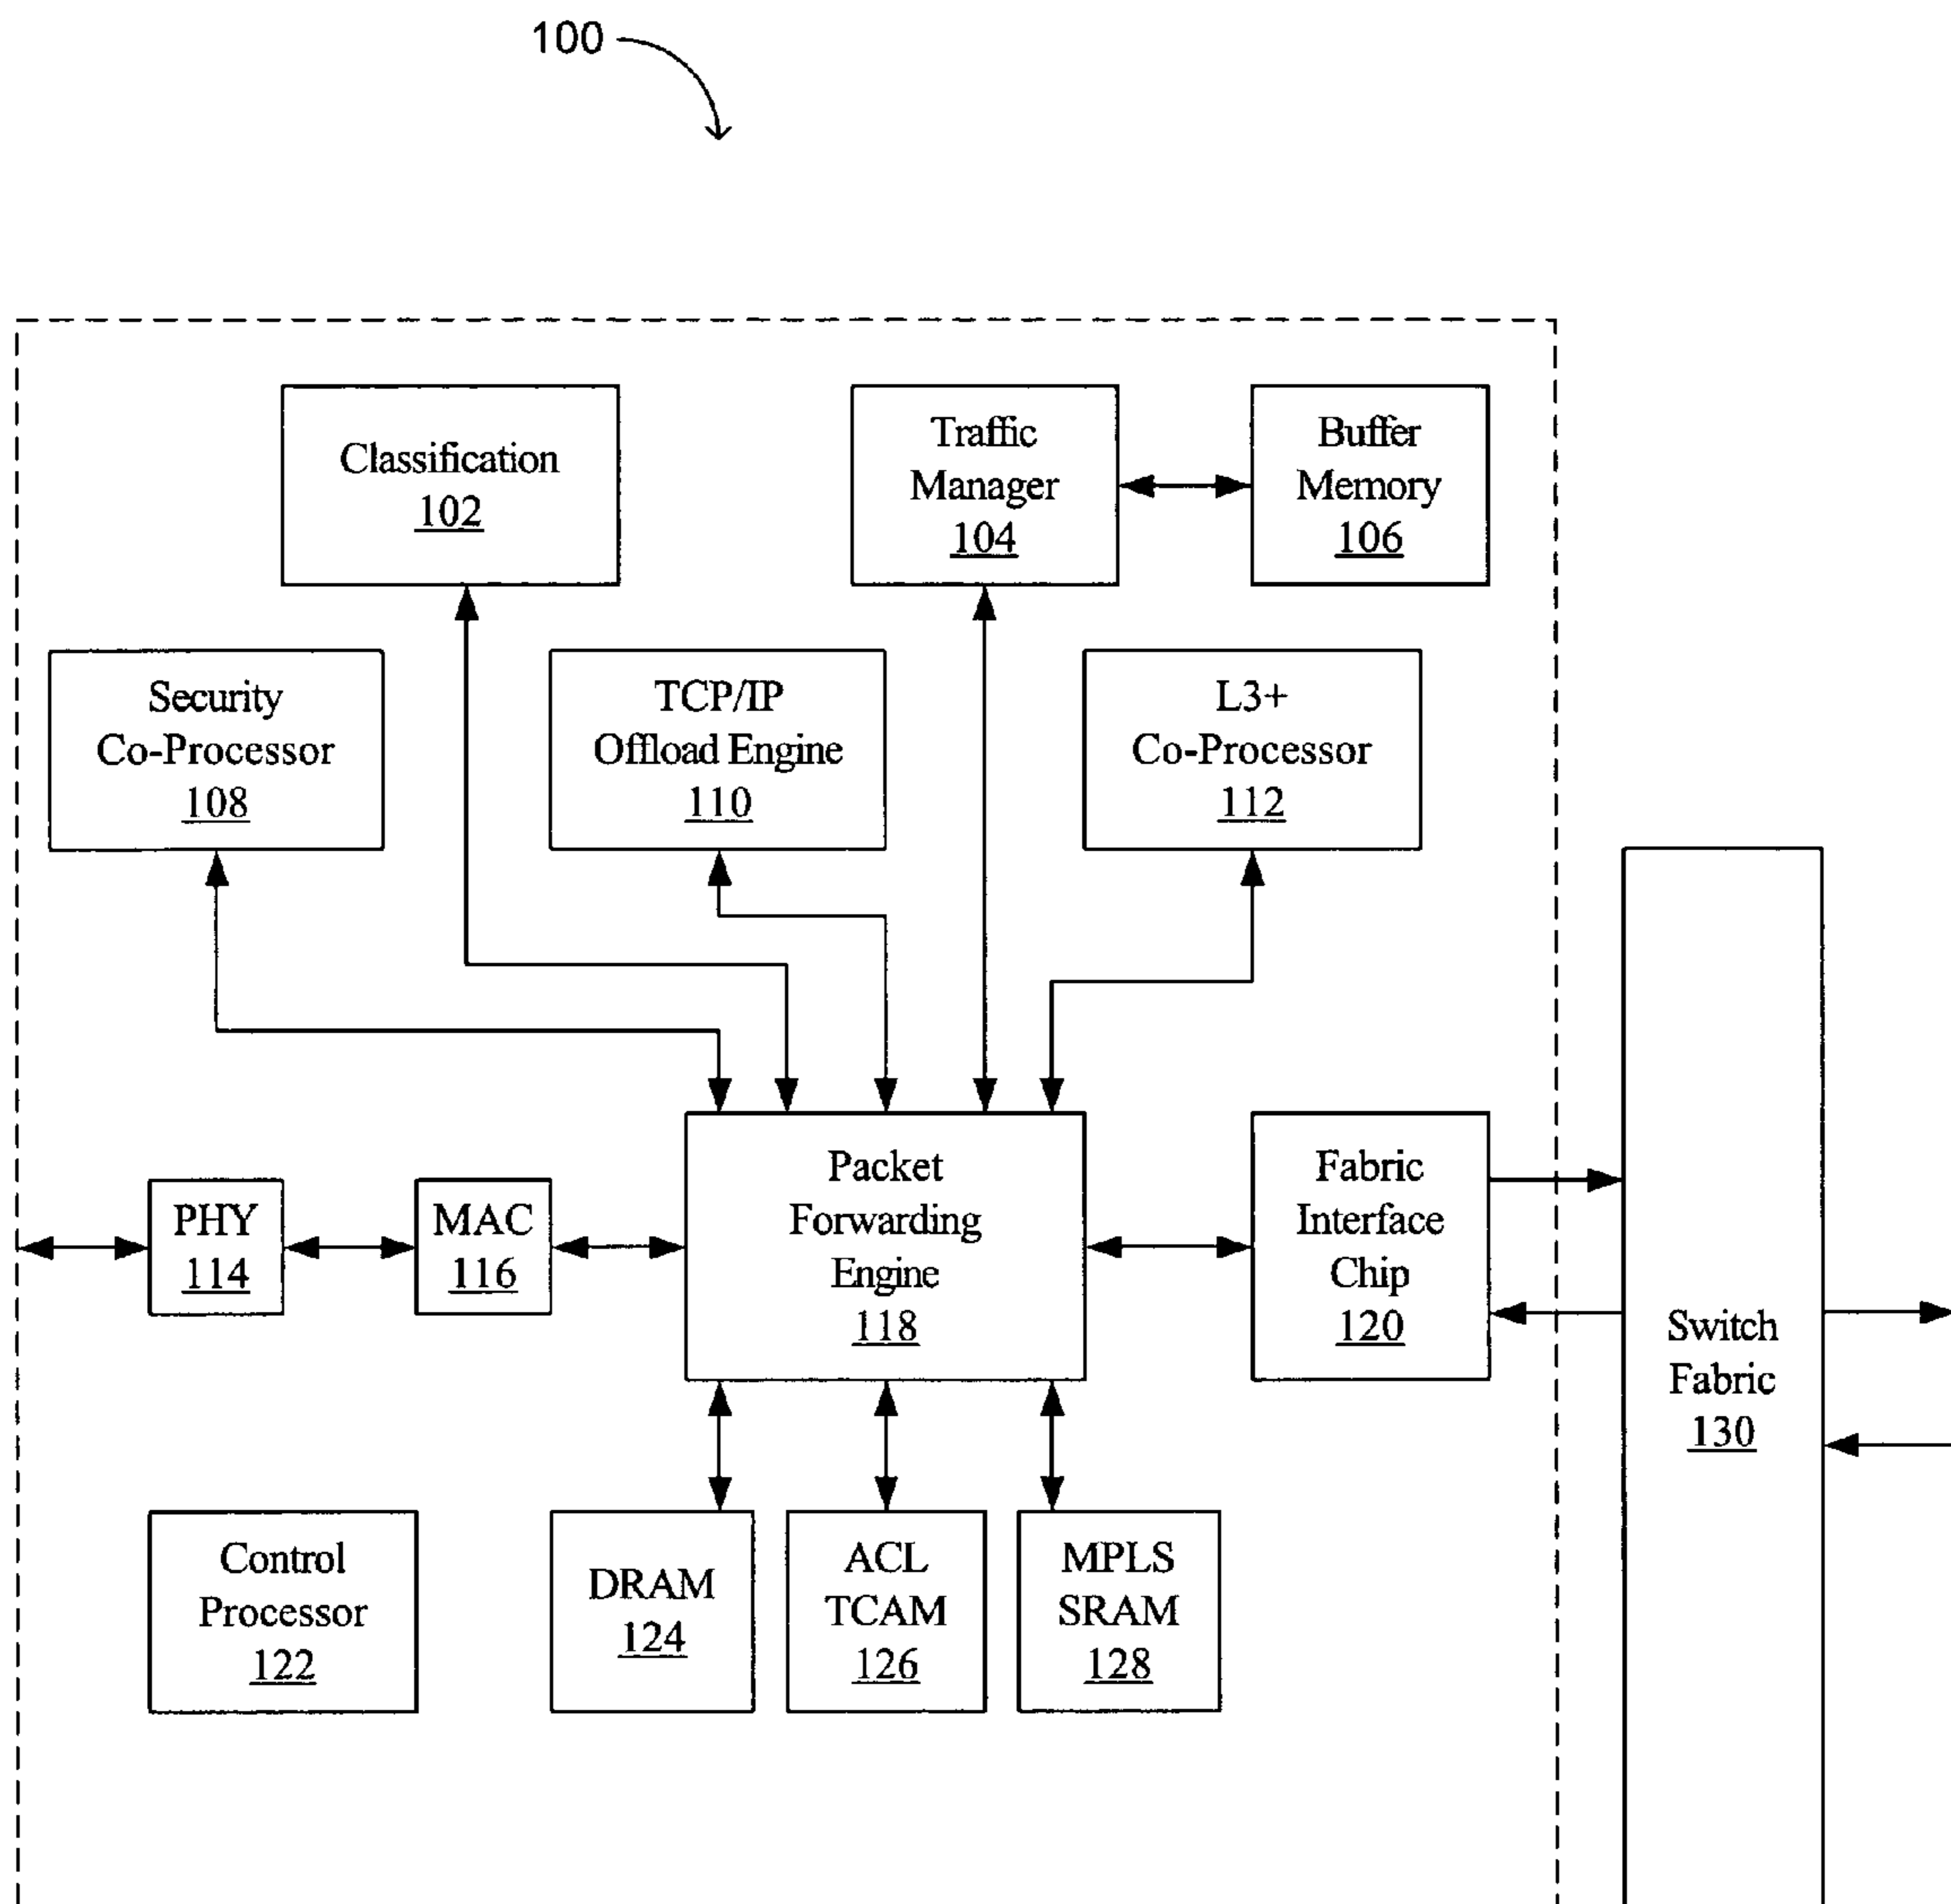 100
Classification
102
Traffic
Manager
104
Buffer
Memory
106
Security
Co-Processor
108
TCP/IP
Offload Engine
110
L3+
Co-Processor
112
PHY
114
MAC
116
Packet
Forwarding
Engine
118
Fabric
Interface
Chip
120
Switch
Fabric
130
Control
Processor
122
DRAM
124
ACL
TCAM
126
MPLS
SRAM
128